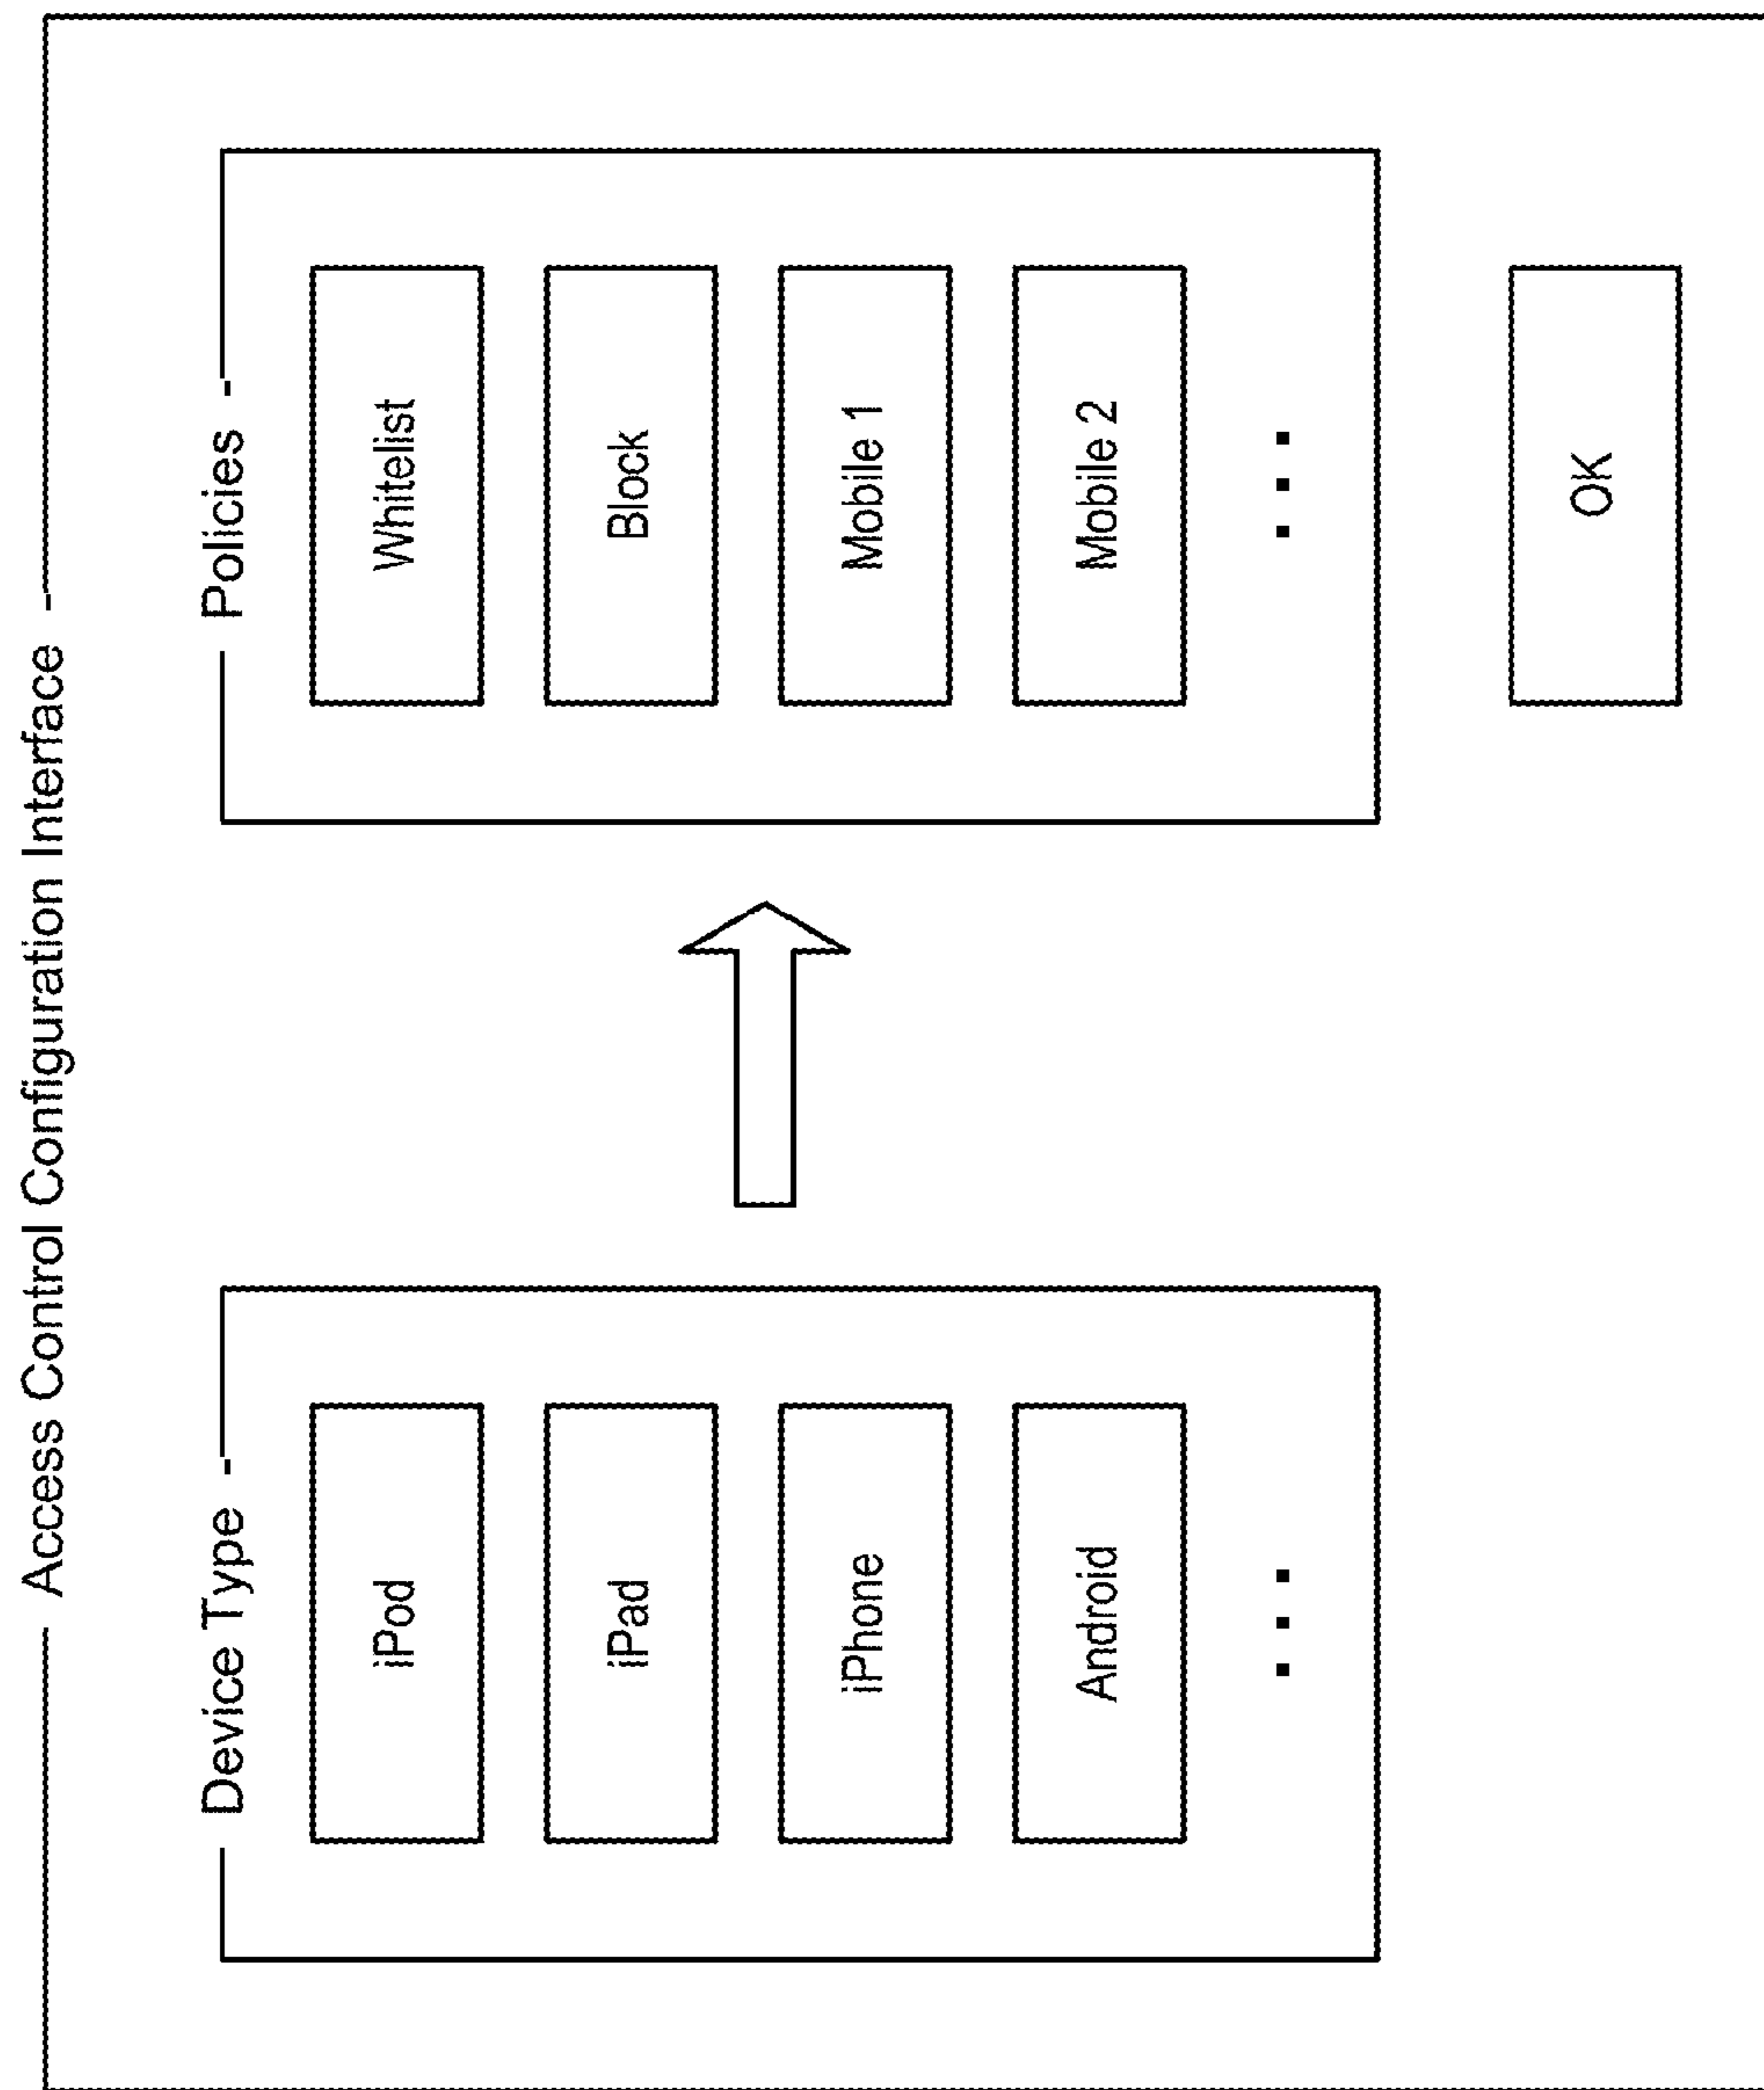 Access Control Configuration Interface
Device Type
iPod
iPad
iPhone
Android
...
Policies
Whitelist
Block
Mobile 1
Mobile 2
...
OK